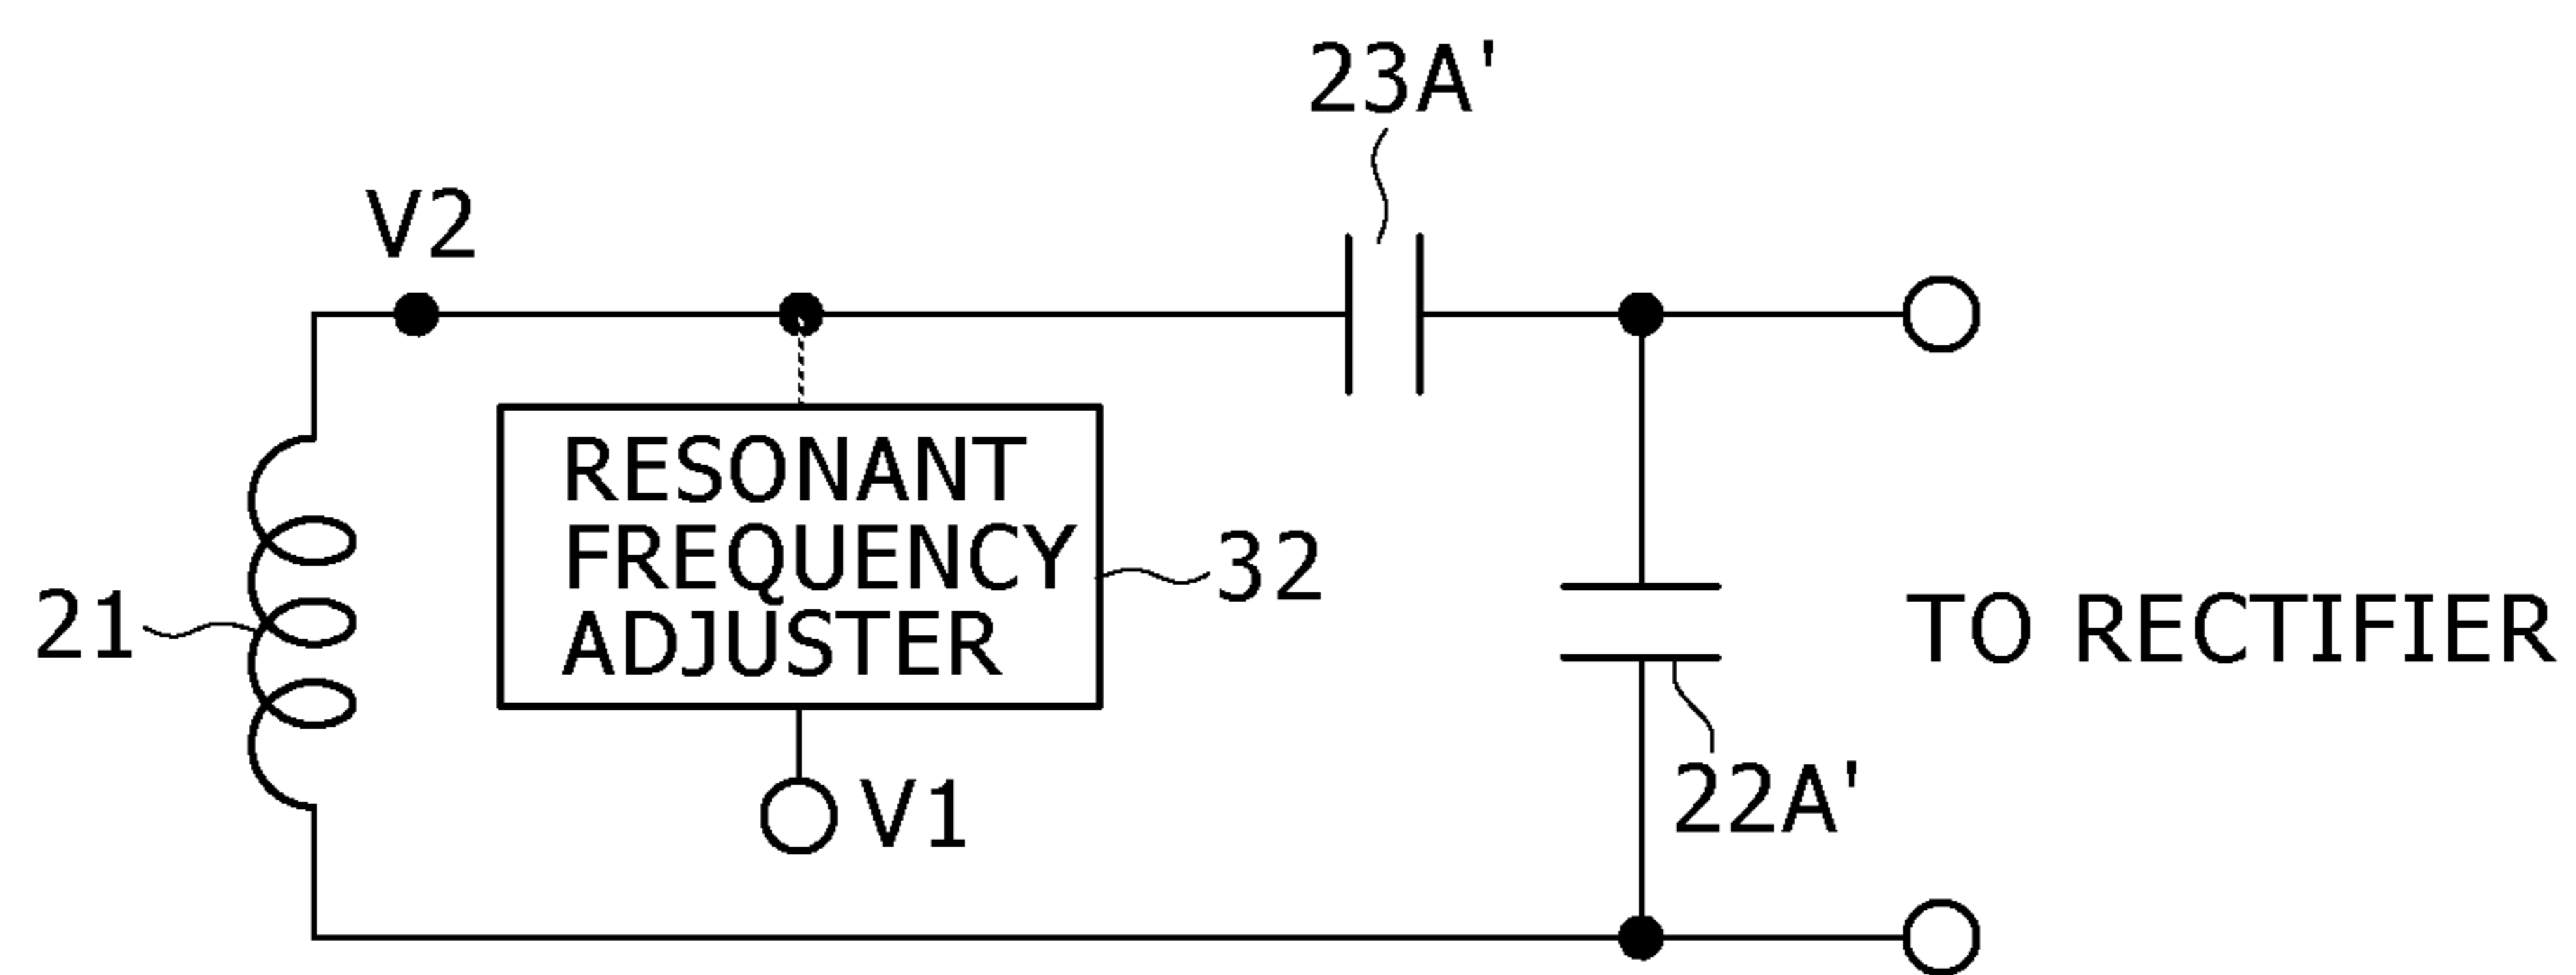 23A'
V2
RESONANT
FREQUENCY
ADJUSTER
32
21
TO RECTIFIER
22A'
V1